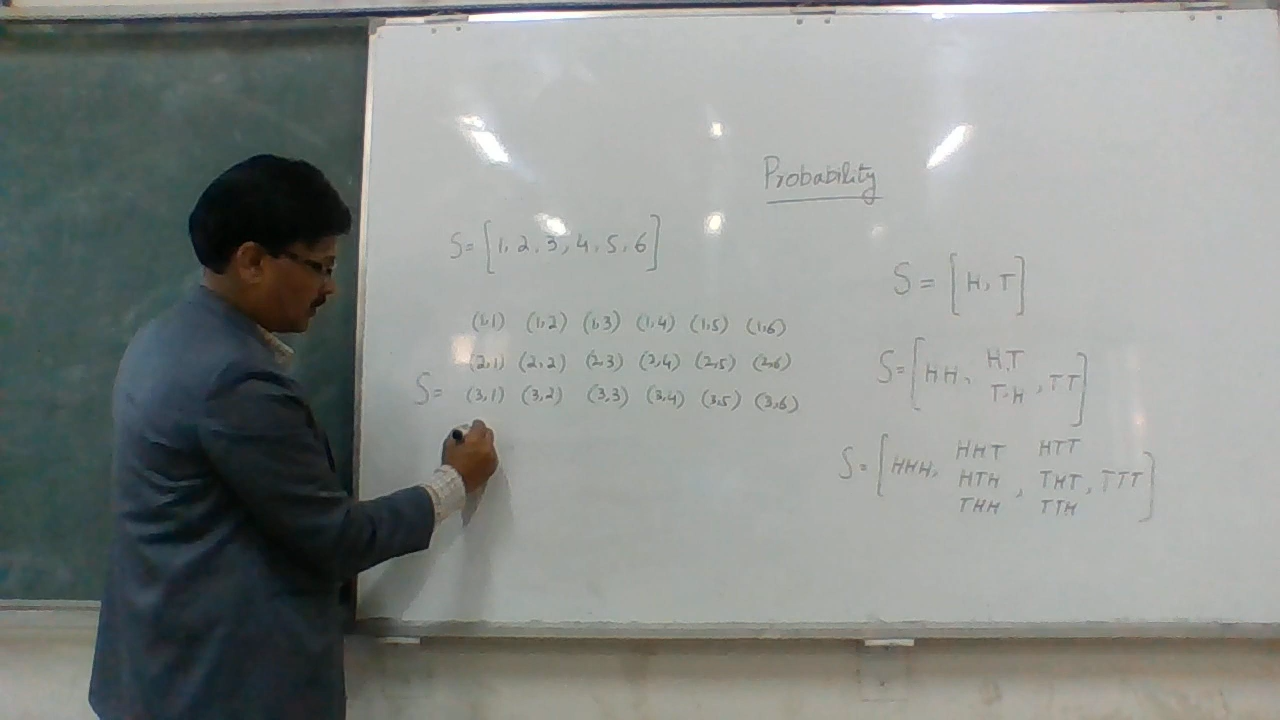 Probability
S = [1, 2, 3, 4, 5, 6]
(1,1) (1,2) (1,3) (1,4) (1,5) (1,6)
(2,1) (2,2) (2,3) (2,4) (2,5) (2,6)
S = (3,1) (3,2) (3,3) (3,4) (3,5) (3,6)
S = [H, T]
HT
S = [HH, TH, TT]
HHT HTT
S = [HHH, HTH, THT, TTT]
THH TTH